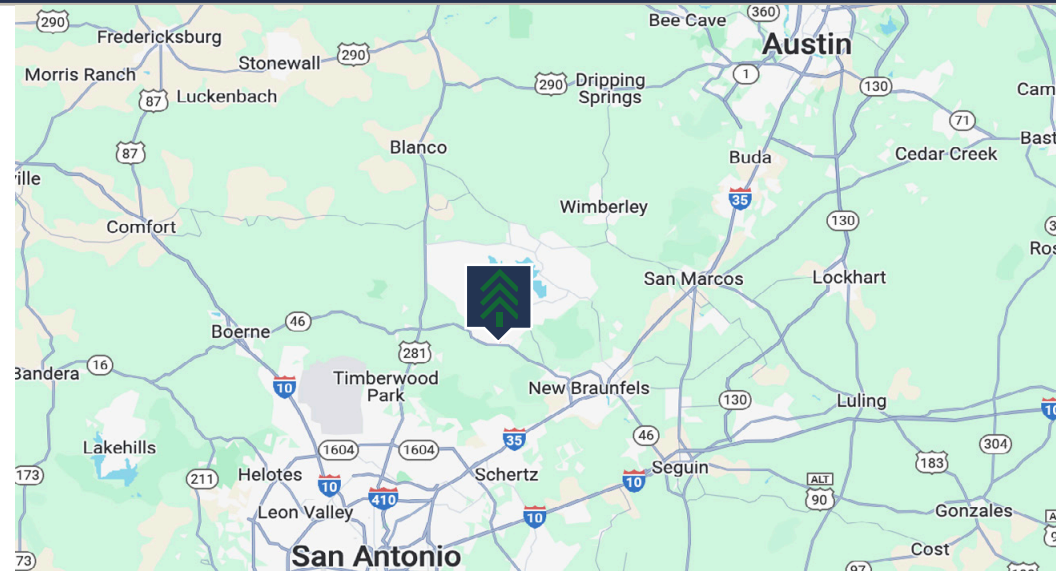 360
Bee Cave
290
Fredericksburg
Austin
Stonewall
290
Morris Ranch
1
290
Dripping
Springs
130
Cam
87
Luckenbach
71
Blanco
Bast
87
Buda
Cedar Creek
ville
35
Wimberley
130
Comfort
Ros
San Marcos
Lockhart
46
Boerne
281
16
Bandera
Timberwood
Park
10
New Braunfels
130
Luling
10
35
46
304
Lakehills
1604
1604
Seguin
183
173
211
Helotes
10
Schertz
10
ALT
90
410
Leon Valley
10
Gonzales
San Antonio
Cost
73
97